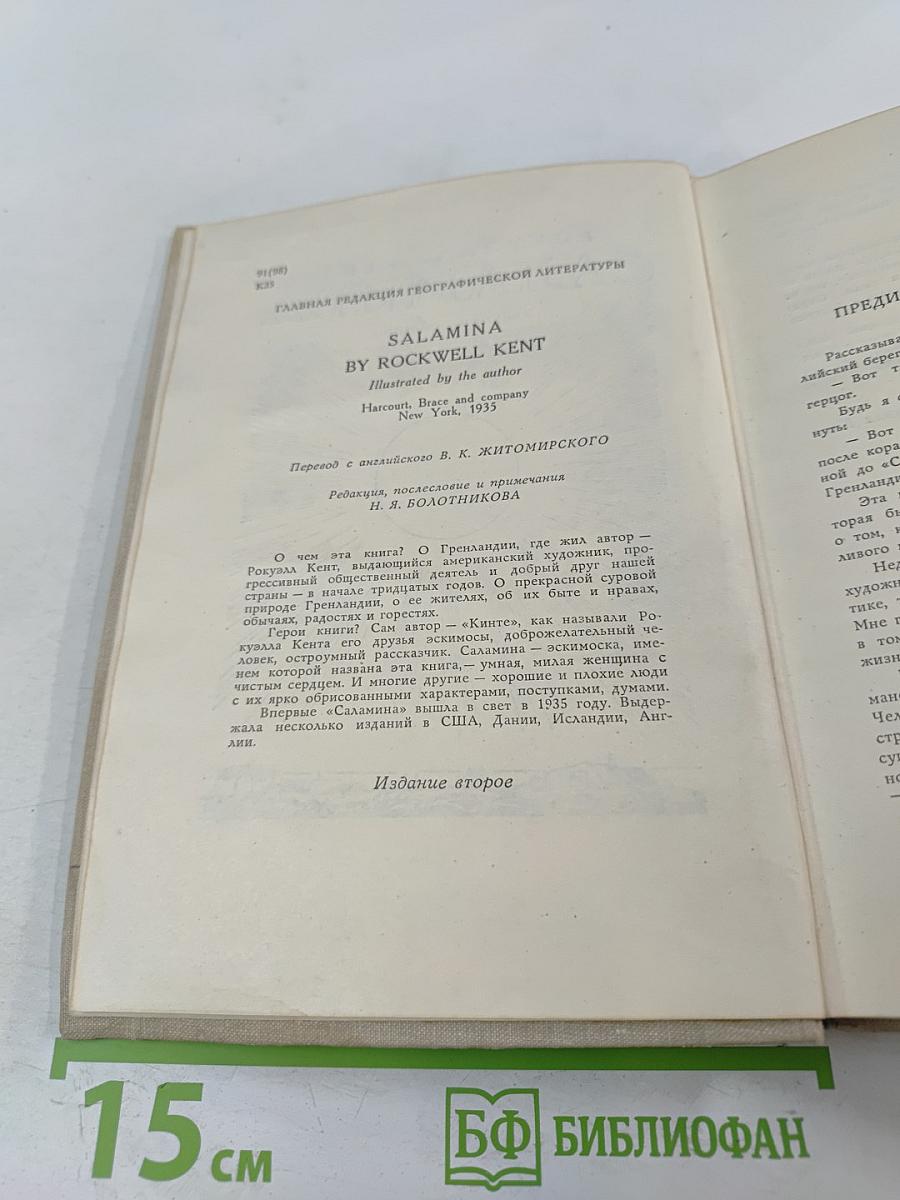 91(98)
К35
ГЛАВНАЯ РЕДАКЦИЯ ГЕОГРАФИЧЕСКОЙ ЛИТЕРАТУРЫ
SALAMINA
BY ROCKWELL KENT
Illustrated by the author
Harcourt, Brace and company
New York, 1935
Перевод с английского В. К. ЖИТОМИРСКОГО
Редакция, послесловие и примечания
Н. Я. БОЛОТНИКОВА
О чем эта книга? О Гренландии, где жил автор —
Рокуэлл Кент, выдающийся американский художник, про-
грессивный общественный деятель и добрый друг нашей
страны — в начале тридцатых годов. О прекрасной суровой
природе Гренландии, о ее жителях, об их быте и нравах,
обычаях, радостях и горестях.
Герои книги? Сам автор — «Кинте», как называли Ро-
куэлла Кента его друзья эскимосы, доброжелательный че-
ловек, остроумный рассказчик. Саламина — эскимоска, име-
нем которой названа эта книга, — умная, милая женщина с
чистым сердцем. И многие другие — хорошие и плохие люди
с их ярко обрисованными характерами, поступками, думами.
Впервые «Саламина» вышла в свет в 1935 году. Выдер-
жала несколько изданий в США, Дании, Исландии, Анг-
лии.
Издание второе
ПРЕДИ
Рассказыва
лийский берег
— Вот т
герцог.
Будь я
нуть:
— Вот
после кора
ной до «С
Гренланди
Эта
торая бы
о том,
ливого
Нед
художн
тике,
Мне п
в том
жизн
ман
Чел
стр
су
но
15 см
БФ БИБЛИОФАН